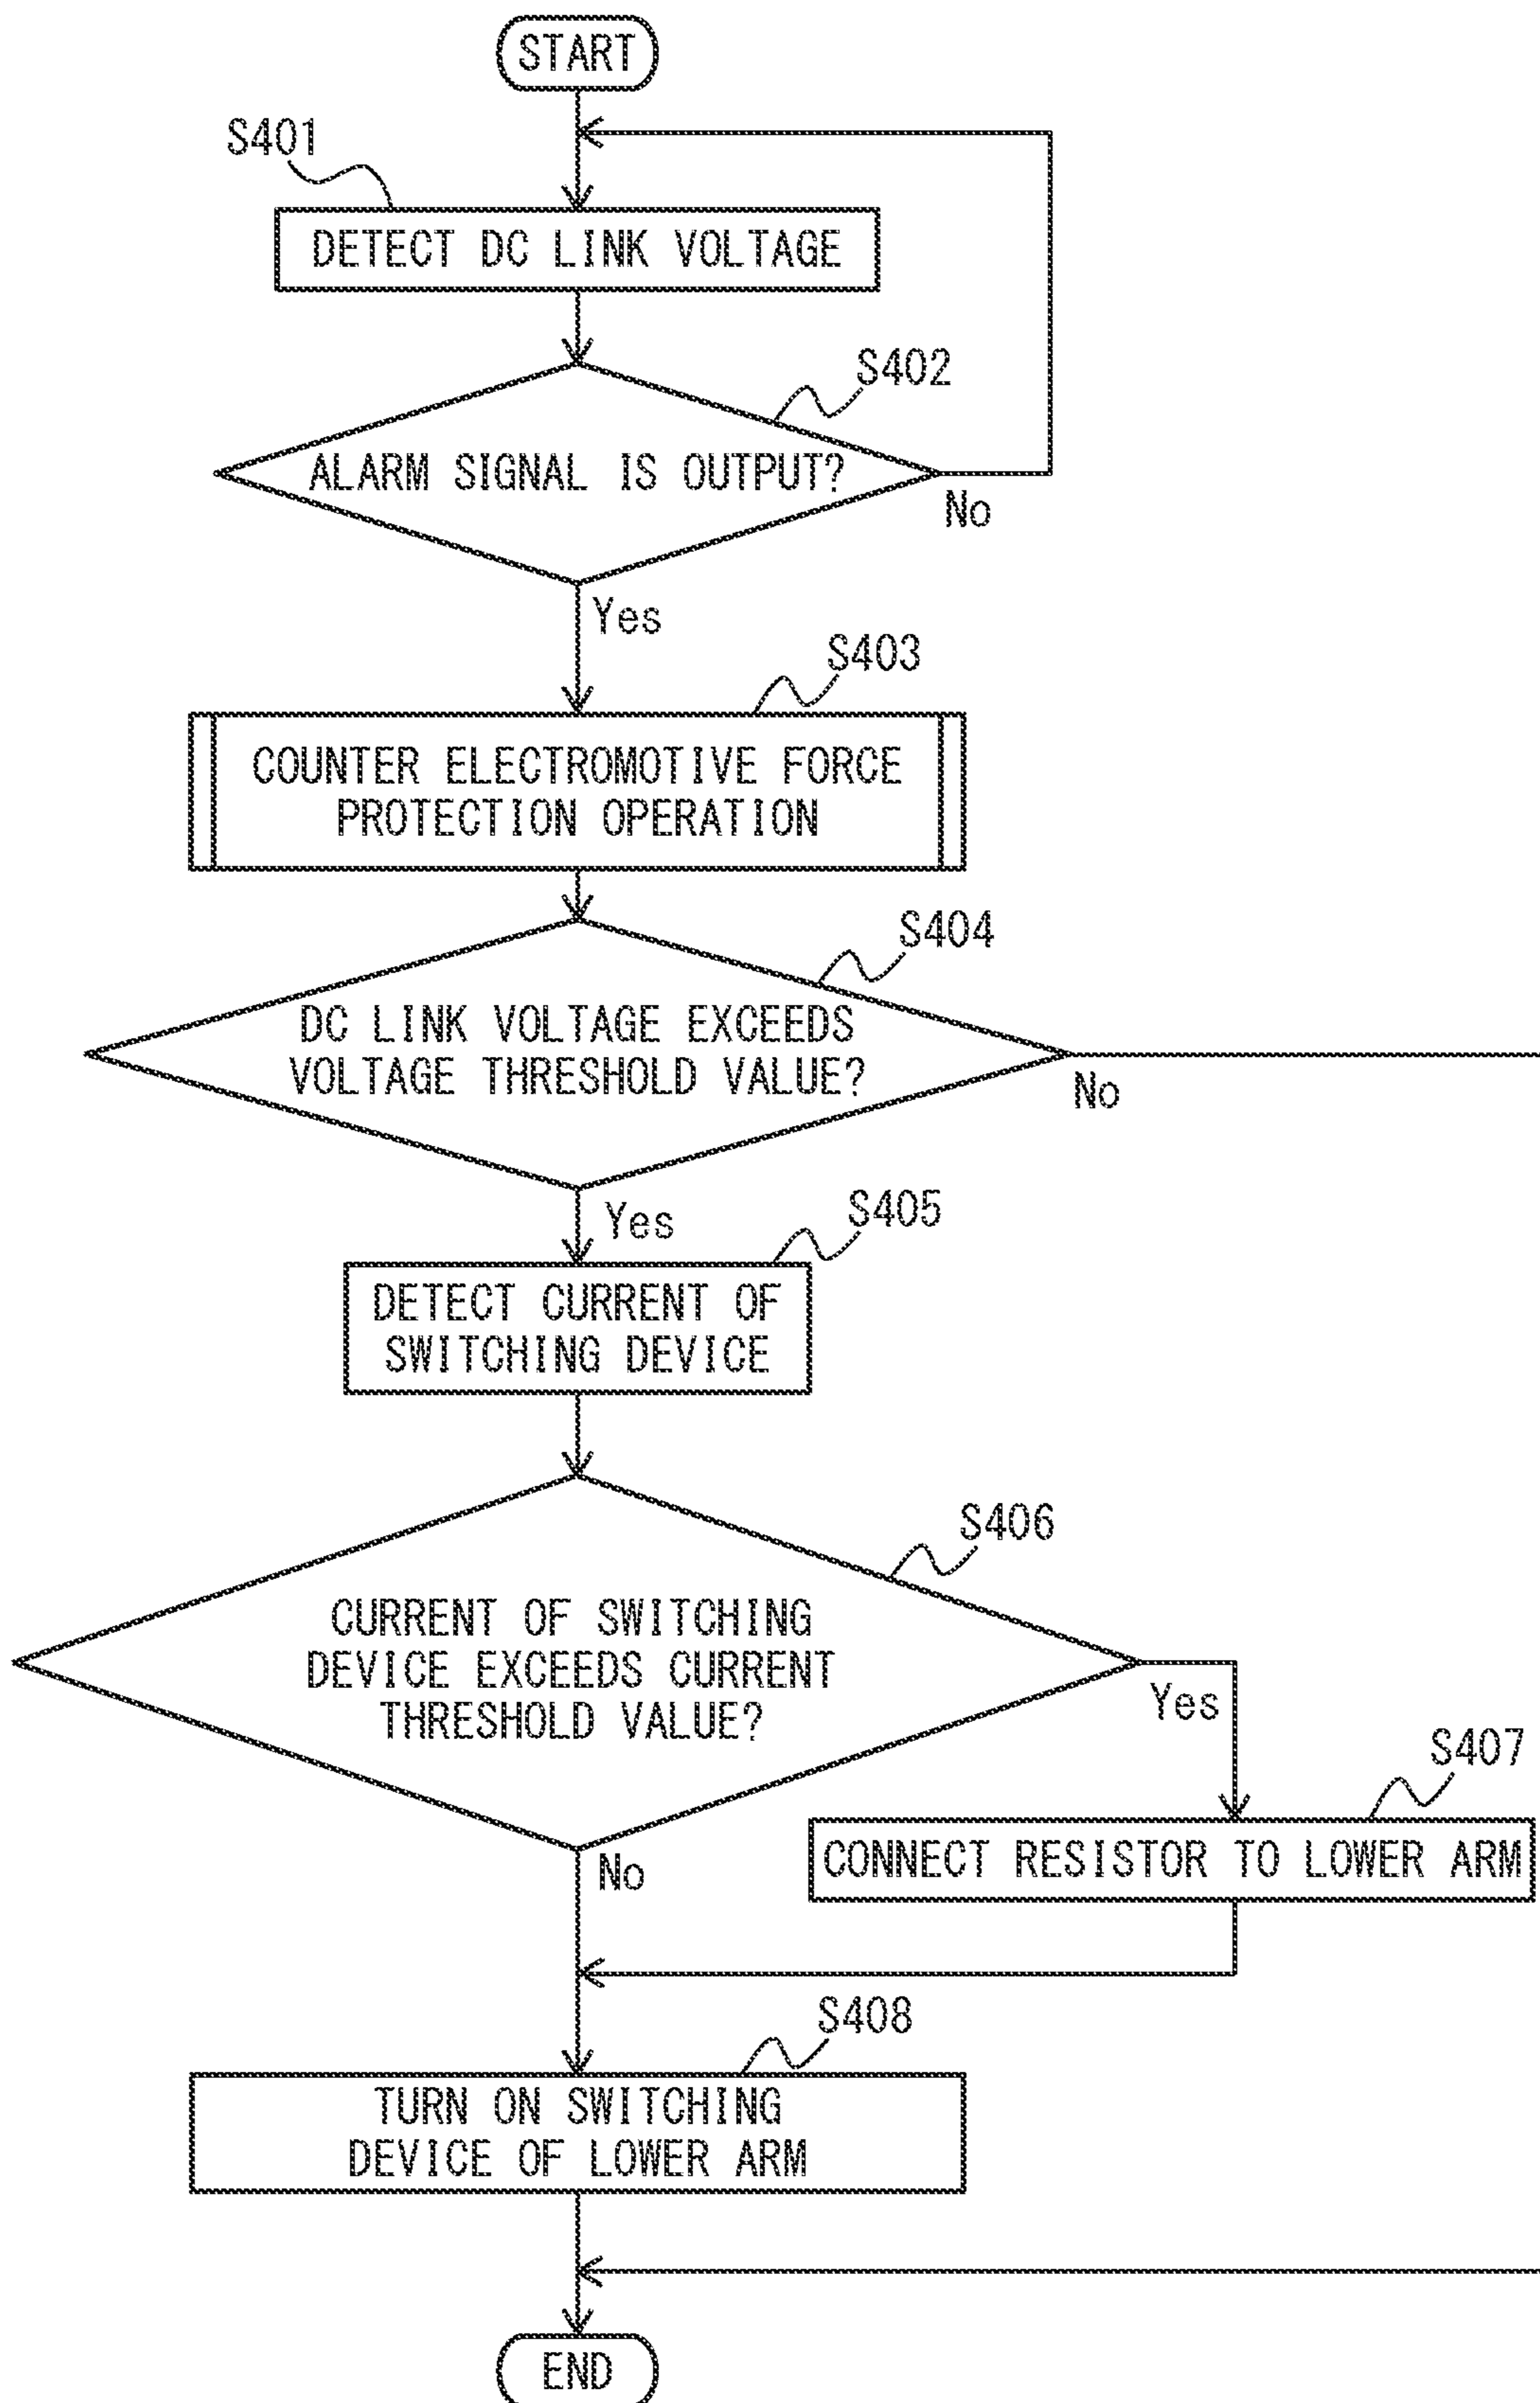 START
S401
DETECT DC LINK VOLTAGE
S402
ALARM SIGNAL IS OUTPUT?
No
Yes
S403
COUNTER ELECTROMOTIVE FORCE
PROTECTION OPERATION
S404
DC LINK VOLTAGE EXCEEDS
VOLTAGE THRESHOLD VALUE?
No
Yes
S405
DETECT CURRENT OF
SWITCHING DEVICE
S406
CURRENT OF SWITCHING
DEVICE EXCEEDS CURRENT
THRESHOLD VALUE?
Yes
S407
CONNECT RESISTOR TO LOWER ARM
No
S408
TURN ON SWITCHING
DEVICE OF LOWER ARM
END